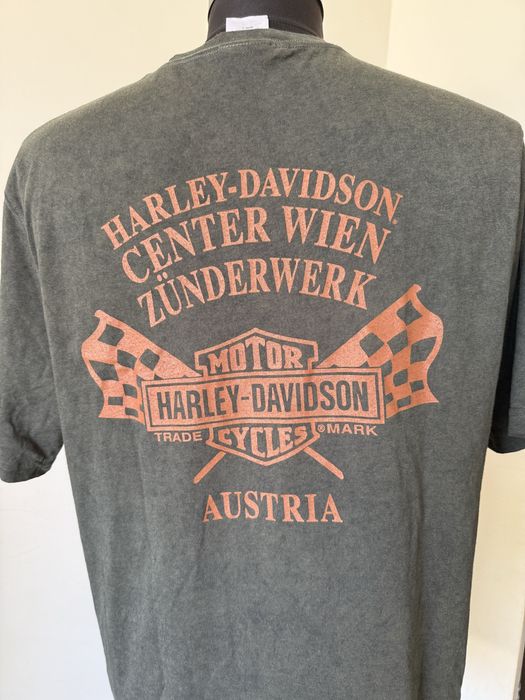 HARLEY-DAVIDSON®
CENTER WIEN
ZÜNDERWERK
MOTOR
HARLEY-DAVIDSON
TRADE CYCLES ®MARK
AUSTRIA